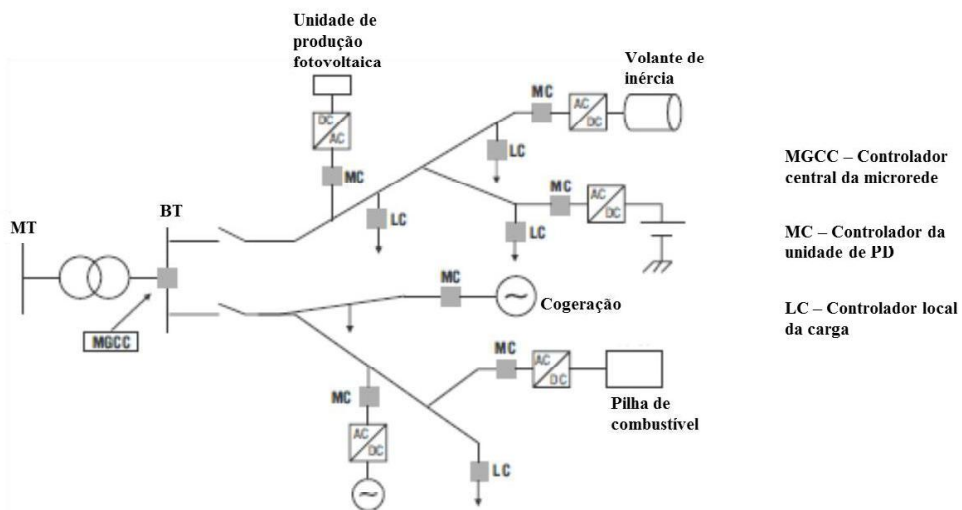 Unidade de
produção
fotovoltaica
Volante de
inércia
MC
AC
DC
DC
AC
MC
LC
LC
MC
AC
DC
LC
MT
BT
MGCC
MC
Cogeração
MC
AC
DC
Pilha de
combustível
MC
AC
DC
LC
MGCC – Controlador
central da microrede
MC – Controlador da
unidade de PD
LC – Controlador local
da carga